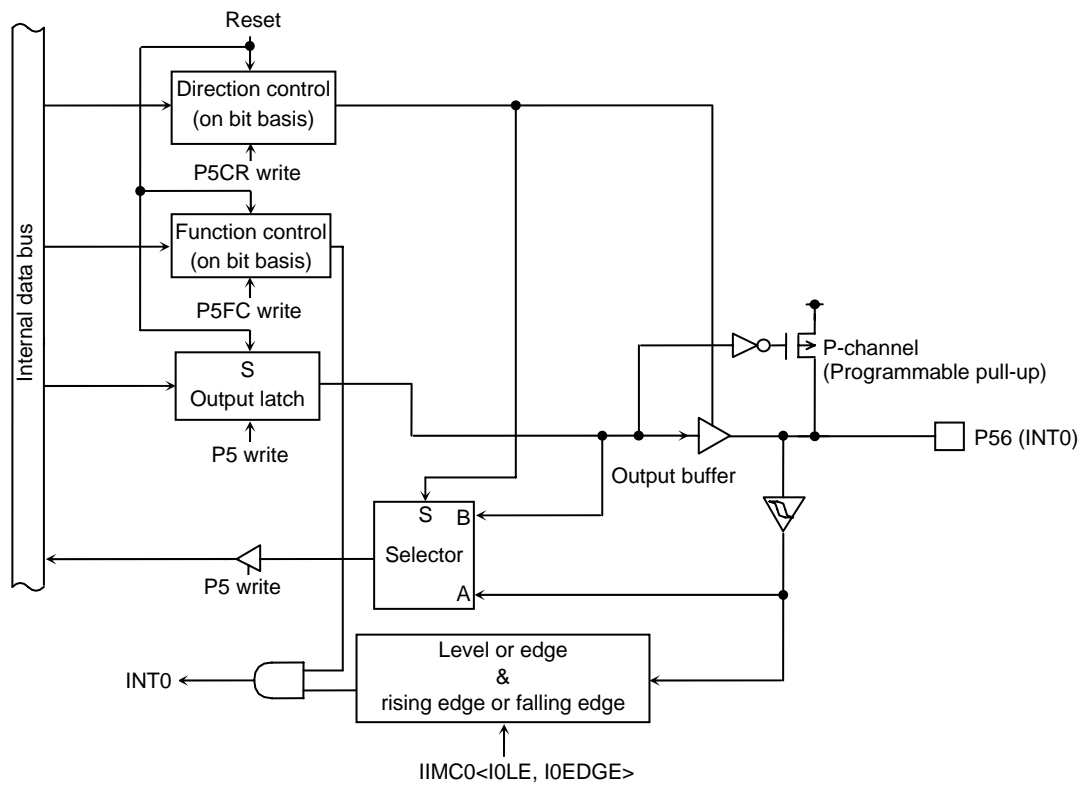 Reset
Direction control
(on bit basis)
P5CR write
Internal data bus
Function control
(on bit basis)
P5FC write
S
Output latch
P5 write
P-channel
(Programmable pull-up)
P56 (INT0)
Output buffer
S
B
Selector
A
P5 write
Level or edge
&
rising edge or falling edge
INT0
IIMC0<I0LE, I0EDGE>